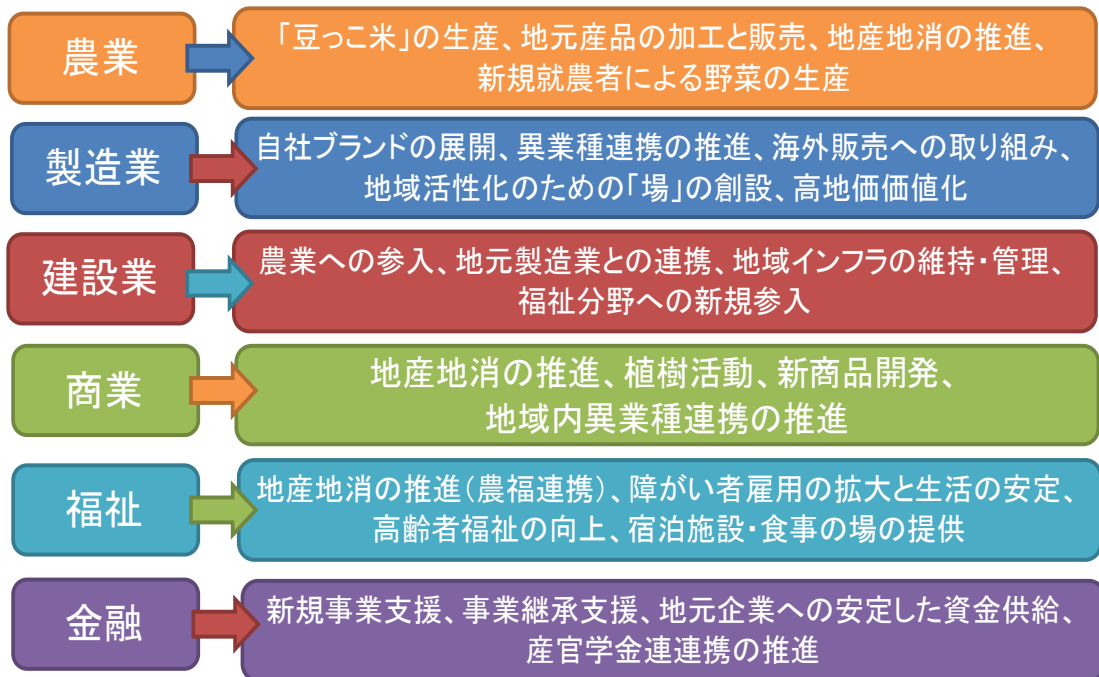 農業
「豆っこ米」の生産、地元産品の加工と販売、地産地消の推進、
新規就農者による野菜の生産
製造業
自社ブランドの展開、異業種連携の推進、海外販売への取り組み、
地域活性化のための「場」の創設、高地価価値化
建設業
農業への参入、地元製造業との連携、地域インフラの維持・管理、
福祉分野への新規参入
商業
地産地消の推進、植樹活動、新商品開発、
地域内異業種連携の推進
福祉
地産地消の推進（農福連携）、障がい者雇用の拡大と生活の安定、
高齢者福祉の向上、宿泊施設・食事の場の提供
金融
新規事業支援、事業継承支援、地元企業への安定した資金供給、
産官学金連連携の推進